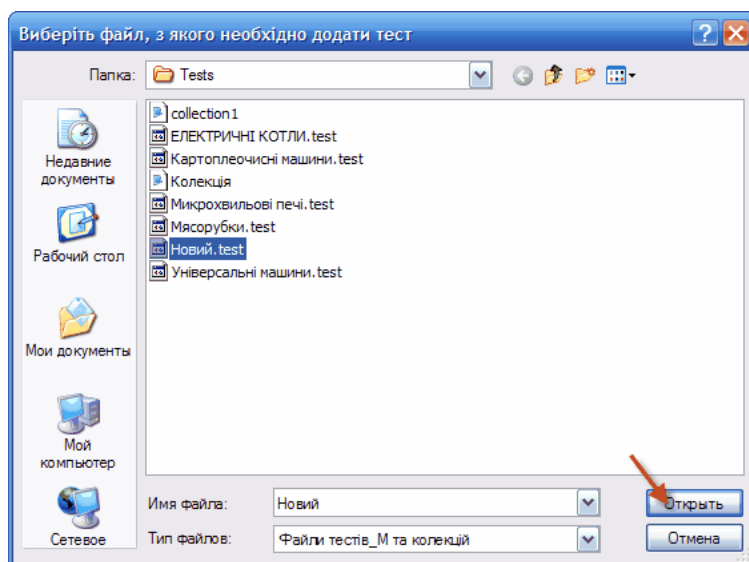 Виберіть файл, з якого необхідно додати тест
Папка: Tests
collection1
ЕЛЕКТРИЧНІ КОТЛИ.test
Картоплеочисні машини.test
Колекція
Микрохвильові печі.test
Мясорубки.test
Новий.test
Універсальні машини.test
Недавние
документы
Рабочий стол
Мои документы
Мой
компьютер
Сетевое
Имя файла: Новий Открыть
Тип файлов: Файли тестів_М та колекцій Отмена